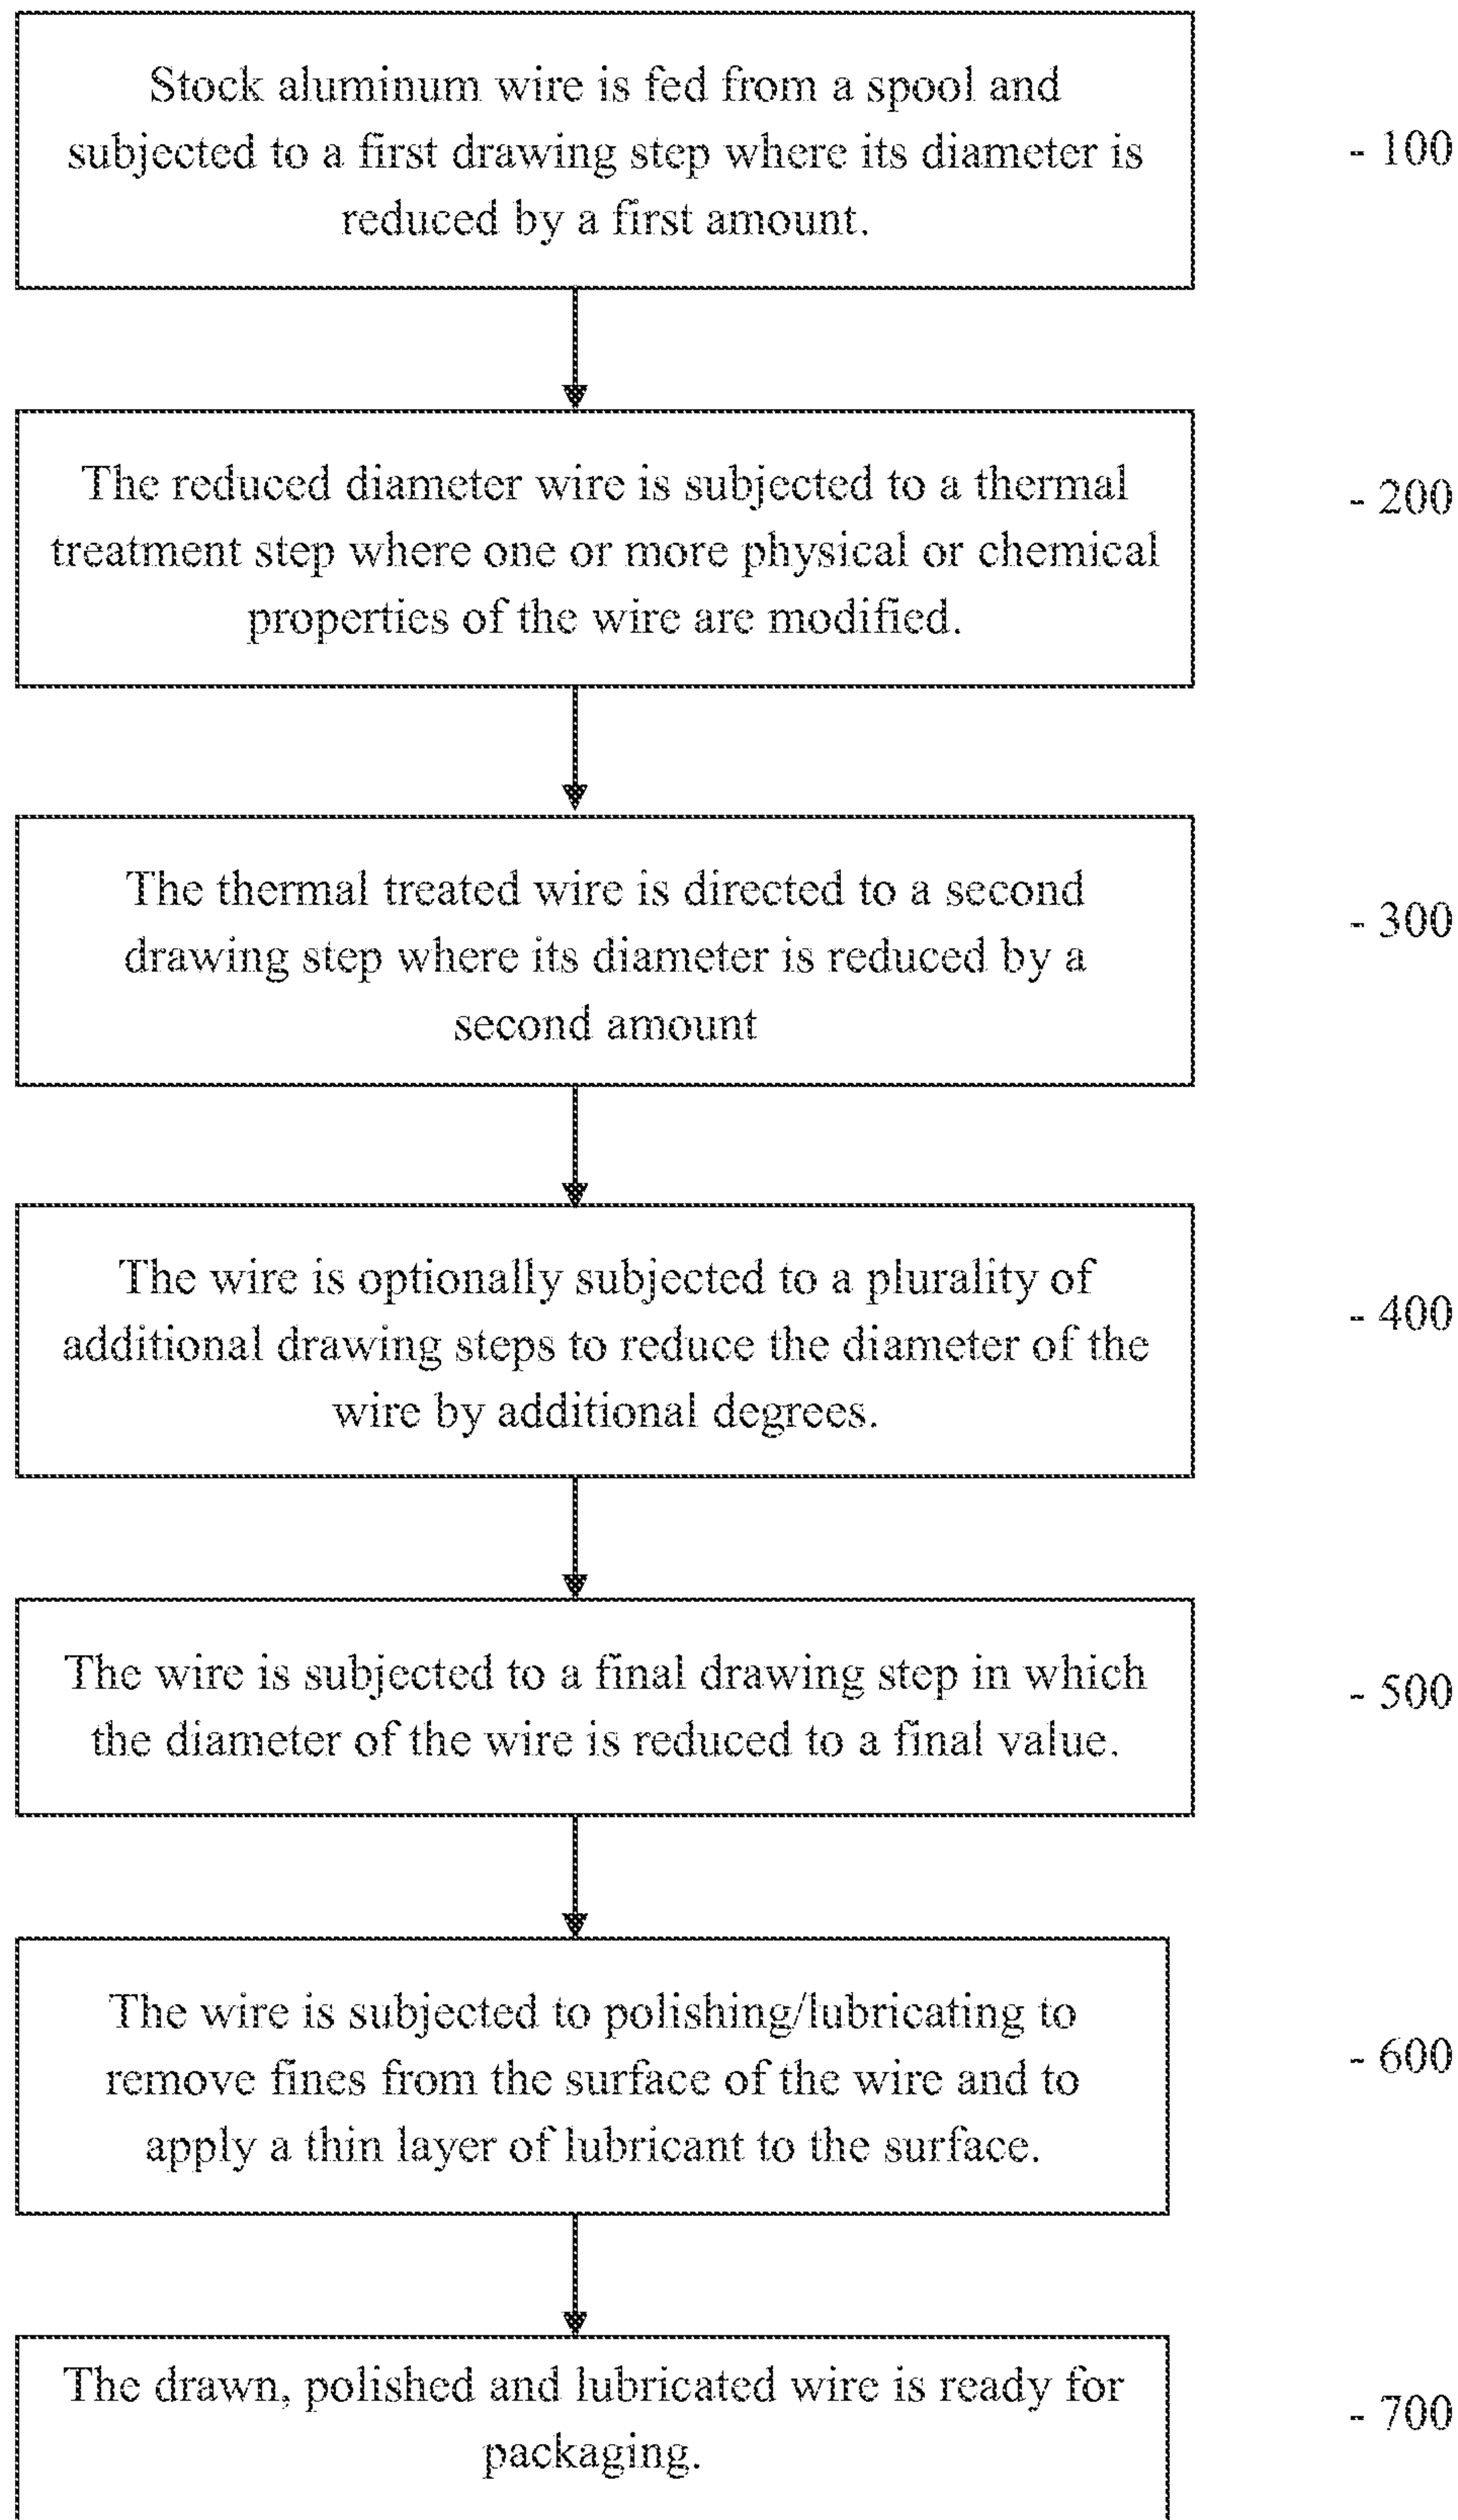 Stock aluminum wire is fed from a spool and
subjected to a first drawing step where its diameter is
reduced by a first amount.
- 100
The reduced diameter wire is subjected to a thermal
treatment step where one or more physical or chemical
properties of the wire are modified.
- 200
The thermal treated wire is directed to a second
drawing step where its diameter is reduced by a
second amount
- 300
The wire is optionally subjected to a plurality of
additional drawing steps to reduce the diameter of the
wire by additional degrees.
- 400
The wire is subjected to a final drawing step in which
the diameter of the wire is reduced to a final value.
- 500
The wire is subjected to polishing/lubricating to
remove fines from the surface of the wire and to
apply a thin layer of lubricant to the surface.
- 600
The drawn, polished and lubricated wire is ready for
packaging.
- 700